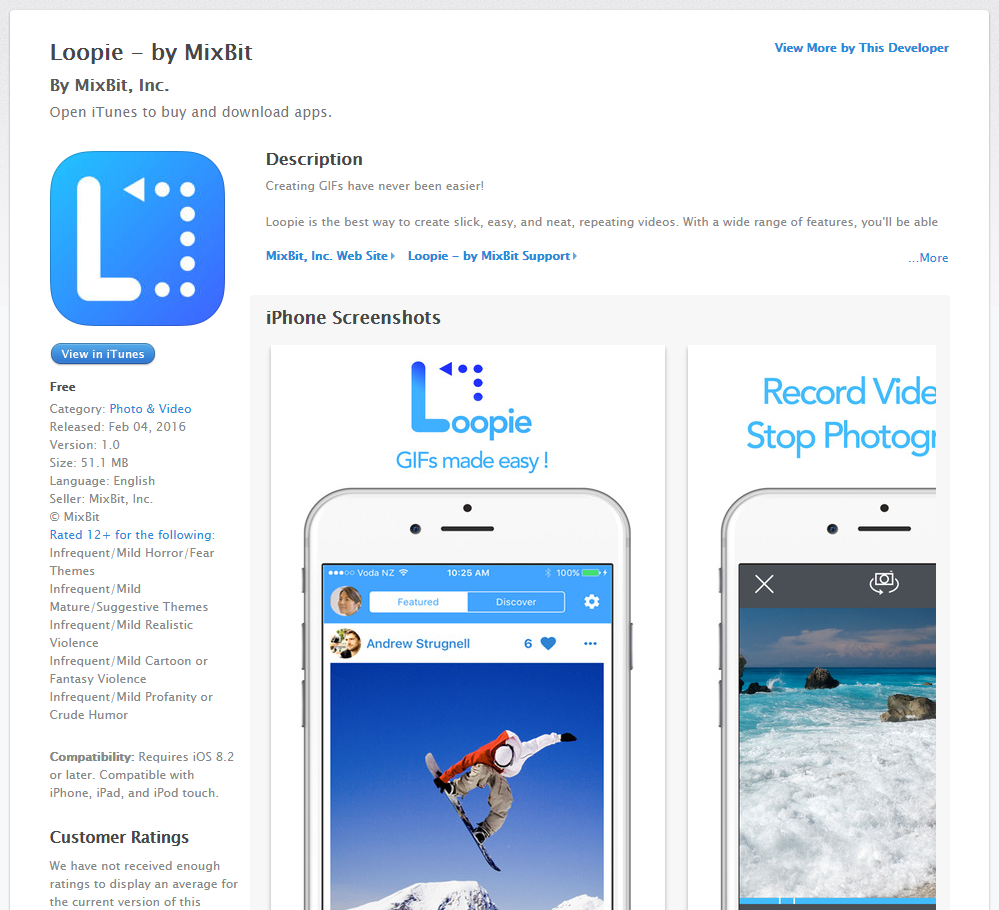 Loopie - by MixBit
View More by This Developer
By MixBit, Inc.
Open iTunes to buy and download apps.
Description
Creating GIFs have never been easier!
Loopie is the best way to create slick, easy, and neat, repeating videos. With a wide range of features, you'll be able
MixBit, Inc. Web Site
Loopie - by MixBit Support
...More
View in iTunes
Free
Category: Photo & Video
Released: Feb 04, 2016
Version: 1.0
Size: 51.1 MB
Language: English
Seller: MixBit, Inc.
© MixBit
Rated 12+ for the following:
Infrequent/Mild Horror/Fear
Themes
Infrequent/Mild
Mature/Suggestive Themes
Infrequent/Mild Realistic
Violence
Infrequent/Mild Cartoon or
Fantasy Violence
Infrequent/Mild Profanity or
Crude Humor
Compatibility: Requires iOS 8.2
or later. Compatible with
iPhone, iPad, and iPod touch.
Customer Ratings
We have not received enough
ratings to display an average for
the current version of this
iPhone Screenshots
Loopie
GIFs made easy !
Voda NZ
10:25 AM
100%
Featured
Discover
Andrew Strugnell
6
Record Vide
Stop Photogr